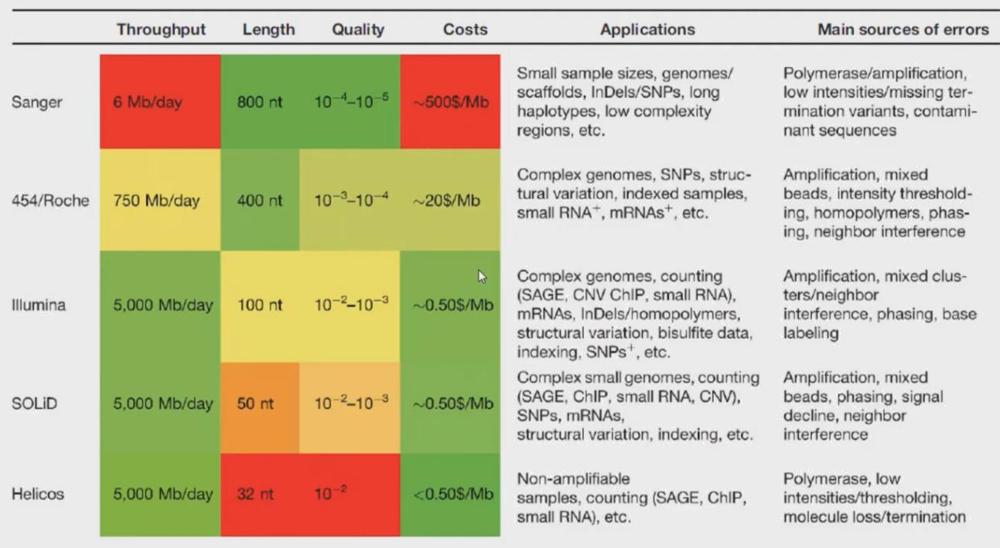 Throughput Length Quality Costs Applications Main sources of errors
Sanger 6 Mb/day 800 nt 10⁻⁴–10⁻⁵ ~500$/Mb
Small sample sizes, genomes/
scaffolds, InDels/SNPs, long
haplotypes, low complexity
regions, etc.
Polymerase/amplification,
low intensities/missing ter-
mination variants, contami-
nant sequences
454/Roche 750 Mb/day 400 nt 10⁻³–10⁻⁴ ~20$/Mb
Complex genomes, SNPs, struc-
tural variation, indexed samples,
small RNA⁺, mRNAs⁺, etc.
Amplification, mixed
beads, intensity threshold-
ing, homopolymers, phas-
ing, neighbor interference
Illumina 5,000 Mb/day 100 nt 10⁻²–10⁻³ ~0.50$/Mb
Complex genomes, counting
(SAGE, CNV ChIP, small RNA),
mRNAs, InDels/homopolymers,
structural variation, bisulfite data,
indexing, SNPs⁺, etc.
Amplification, mixed clus-
ters/neighbor
interference, phasing, base
labeling
SOLiD 5,000 Mb/day 50 nt 10⁻²–10⁻³ ~0.50$/Mb
Complex small genomes, counting
(SAGE, ChIP, small RNA, CNV),
SNPs, mRNAs,
structural variation, indexing, etc.
Amplification, mixed
beads, phasing, signal
decline, neighbor
interference
Helicos 5,000 Mb/day 32 nt 10⁻² <0.50$/Mb
Non-amplifiable
samples, counting (SAGE, ChIP,
small RNA), etc.
Polymerase, low
intensities/thresholding,
molecule loss/termination